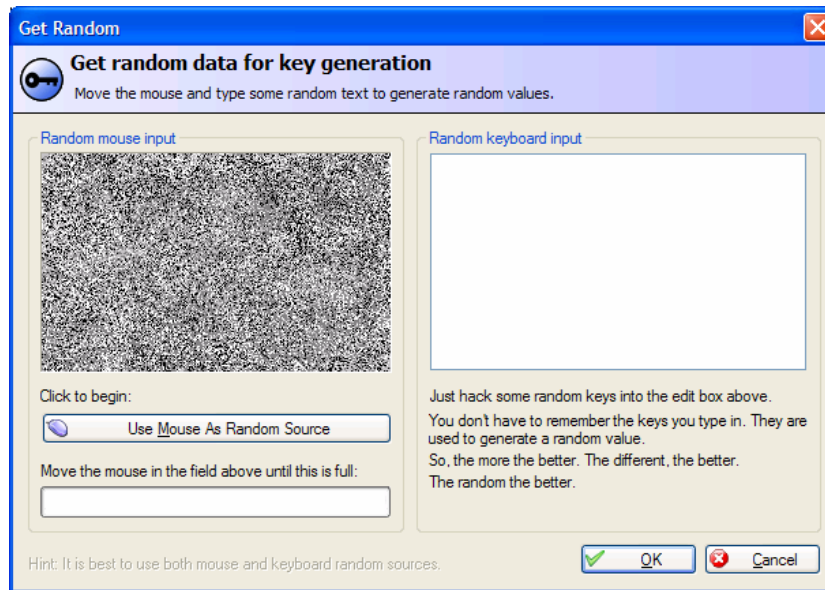 Get Random
Get random data for key generation
Move the mouse and type some random text to generate random values.
Random mouse input
Click to begin:
Use Mouse As Random Source
Move the mouse in the field above until this is full:
Random keyboard input
Just hack some random keys into the edit box above.
You don't have to remember the keys you type in. They are
used to generate a random value.
So, the more the better. The different, the better.
The random the better.
Hint: It is best to use both mouse and keyboard random sources.
OK
Cancel